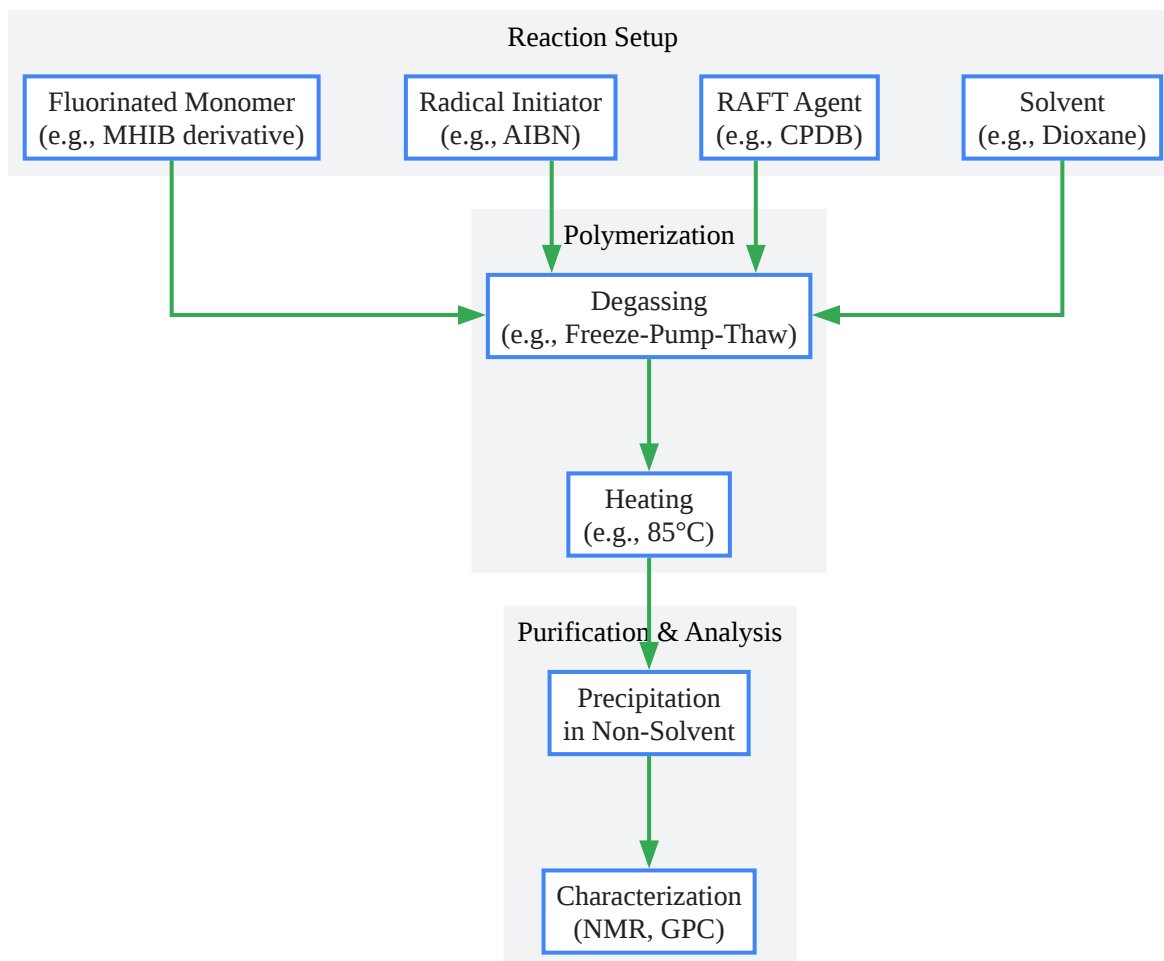 Reaction Setup
Fluorinated Monomer
(e.g., MHIB derivative)
Radical Initiator
(e.g., AIBN)
RAFT Agent
(e.g., CPDB)
Solvent
(e.g., Dioxane)
Polymerization
Degassing
(e.g., Freeze-Pump-Thaw)
Heating
(e.g., 85°C)
Purification & Analysis
Precipitation
in Non-Solvent
Characterization
(NMR, GPC)